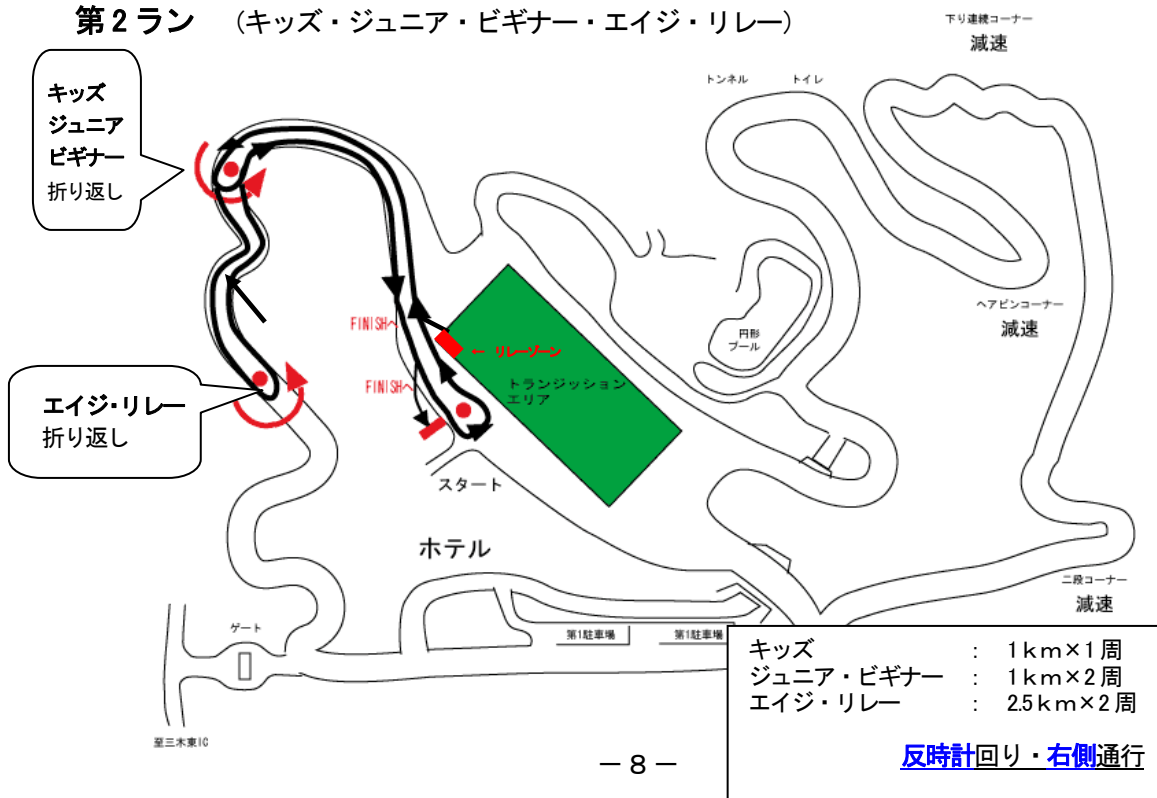 第2ラン (キッズ・ジュニア・ビギナー・エイジ・リレー)
下り連続コーナー
減速
キッズ
ジュニア
ビギナー
折り返し
トンネル
トイレ
ヘアピンコーナー
減速
円形
プール
FINISHへ
← リレーゾーン
トランジッション
エリア
FINISHへ
エイジ・リレー
折り返し
スタート
ホテル
二段コーナー
減速
ゲート
第1駐車場
第1駐車場
至三木東IC
キッズ : 1km×1周
ジュニア・ビギナー : 1km×2周
エイジ・リレー : 2.5km×2周
反時計回り・右側通行
－8－